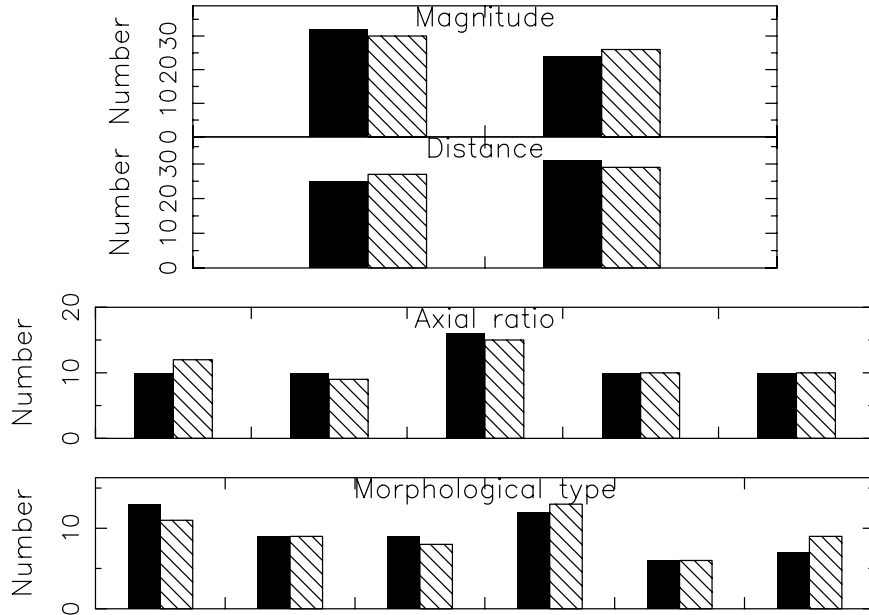 Magnitude
Number
0 10 20 30
Distance
Number
0 10 20 30
Axial ratio
Number
0 10 20
Morphological type
Number
0 10